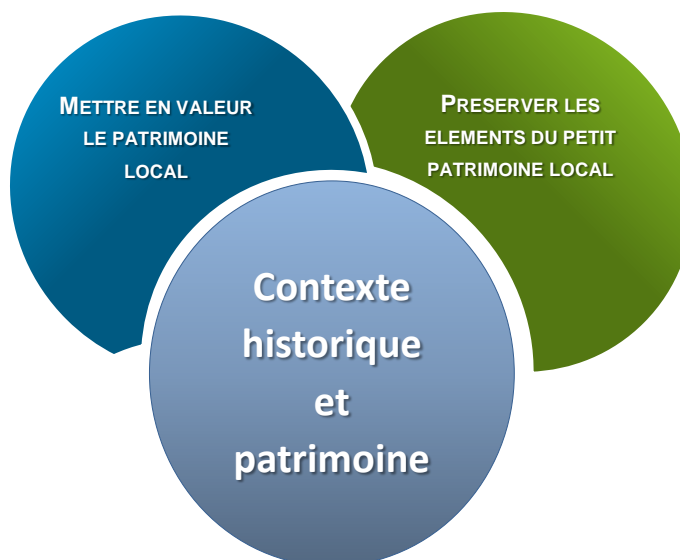 METTRE EN VALEUR
LE PATRIMOINE
LOCAL
PRESERVER LES
ELEMENTS DU PETIT
PATRIMOINE LOCAL
Contexte
historique
et
patrimoine